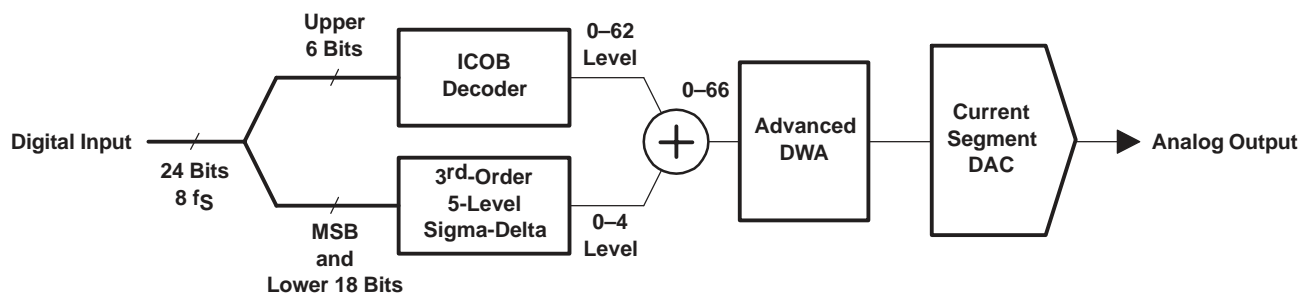 Upper
6 Bits
ICOB
Decoder
0–62
Level
0–66
Digital Input
24 Bits
8 fS
+
Advanced
DWA
Current
Segment
DAC
Analog Output
3rd-Order
5-Level
Sigma-Delta
0–4
Level
MSB
and
Lower 18 Bits